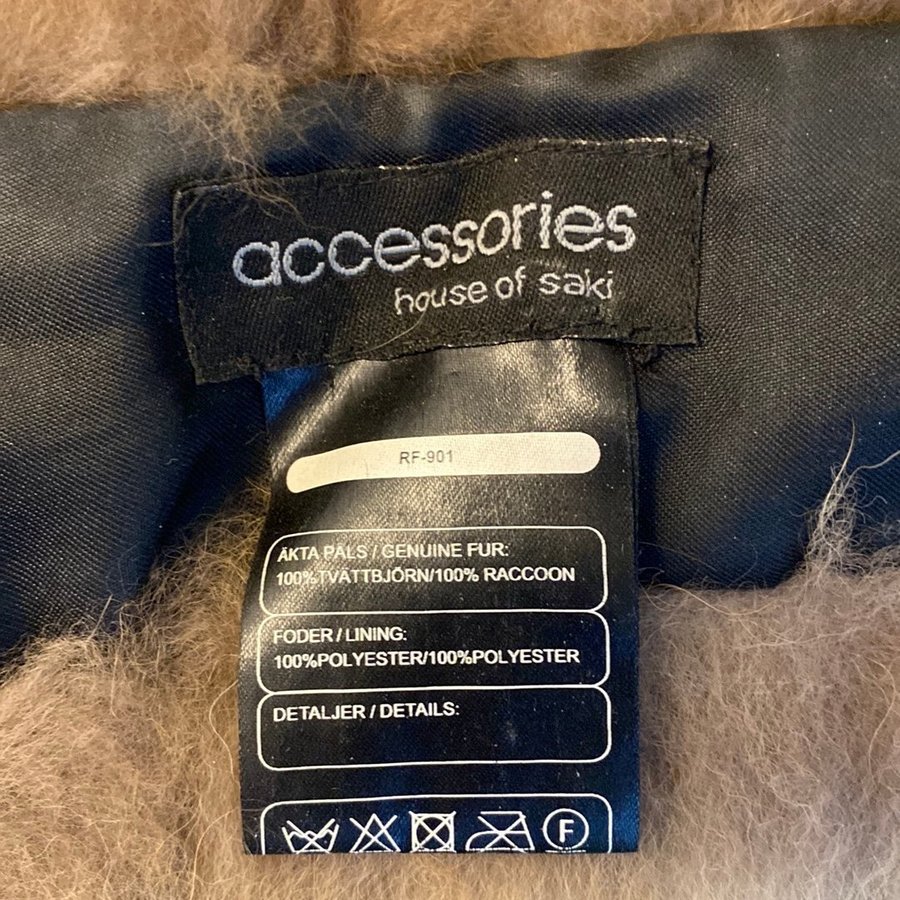 accessories
house of saki
RF-901
ÄKTA PÄLS / GENUINE FUR:
100%TVÄTTBJÖRN/100% RACCOON
FODER / LINING:
100%POLYESTER/100%POLYESTER
DETALJER / DETAILS:
F